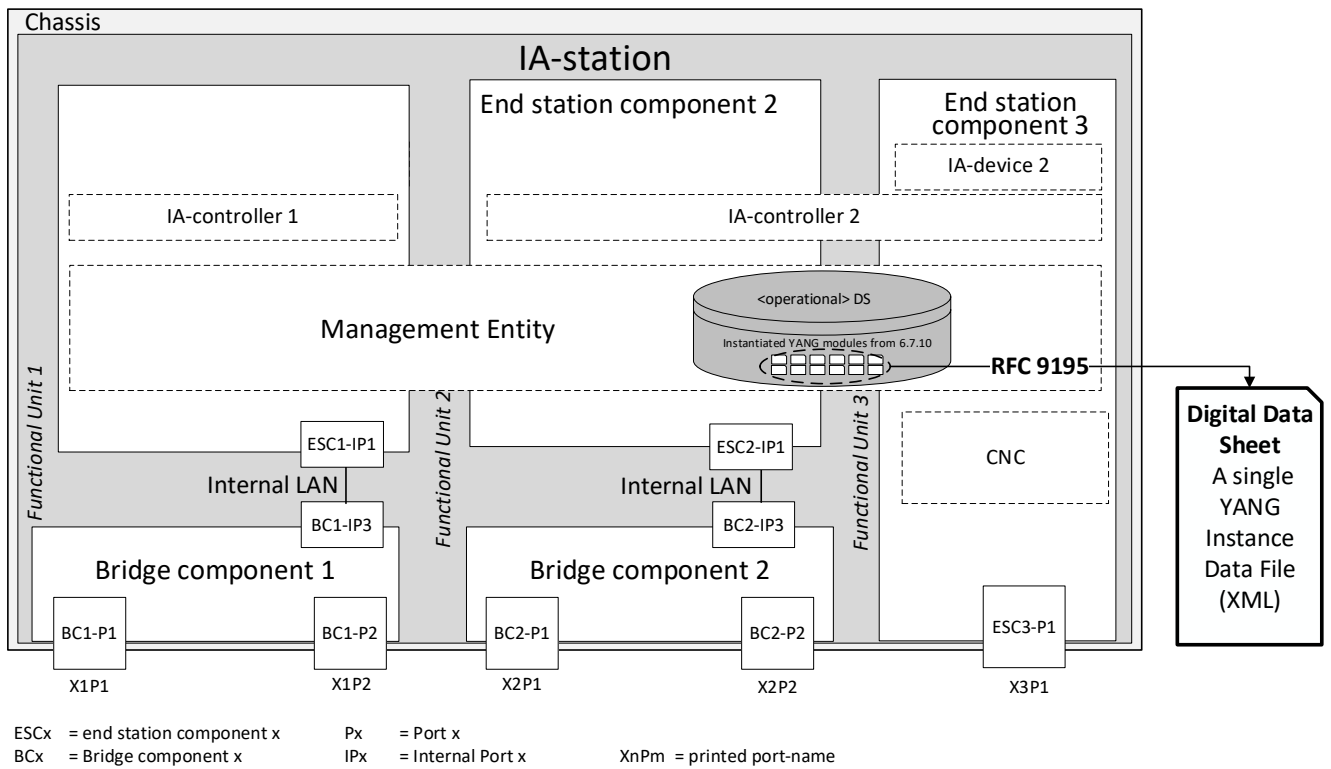 Chassis
IA-station
End station component 2
End station
component 3
IA-device 2
IA-controller 1
IA-controller 2
<operational> DS
Management Entity
Instantiated YANG modules from 6.7.10
RFC 9195
Functional Unit 1
Functional Unit 2
Functional Unit 3
Digital Data
Sheet
A single
YANG
Instance
Data File
(XML)
CNC
ESC1-IP1
ESC2-IP1
Internal LAN
Internal LAN
BC1-IP3
BC2-IP3
Bridge component 1
Bridge component 2
BC1-P1
BC1-P2
BC2-P1
BC2-P2
ESC3-P1
X1P1
X1P2
X2P1
X2P2
X3P1
ESCx = end station component x Px = Port x
BCx = Bridge component x IPx = Internal Port x XnPm = printed port-name